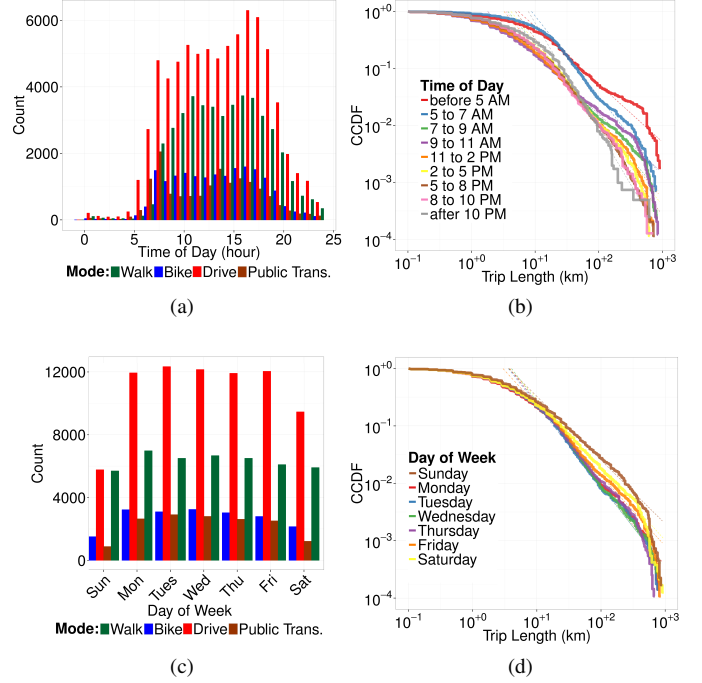 6000
4000
2000
0
Count
0 5 10 15 20 25
Time of Day (hour)
Mode: Walk Bike Drive Public Trans.
(a)
10+0
10−1
10−2
10−3
10−4
CCDF
Time of Day
before 5 AM
5 to 7 AM
7 to 9 AM
9 to 11 AM
11 to 2 PM
2 to 5 PM
5 to 8 PM
8 to 10 PM
after 10 PM
10−1 10+0 10+1 10+2 10+3
Trip Length (km)
(b)
12000
8000
4000
0
Count
Sun Mon Tues Wed Thu Fri Sat
Day of Week
Mode: Walk Bike Drive Public Trans.
(c)
10+0
10−1
10−2
10−3
10−4
CCDF
Day of Week
Sunday
Monday
Tuesday
Wednesday
Thursday
Friday
Saturday
10−1 10+0 10+1 10+2 10+3
Trip Length (km)
(d)